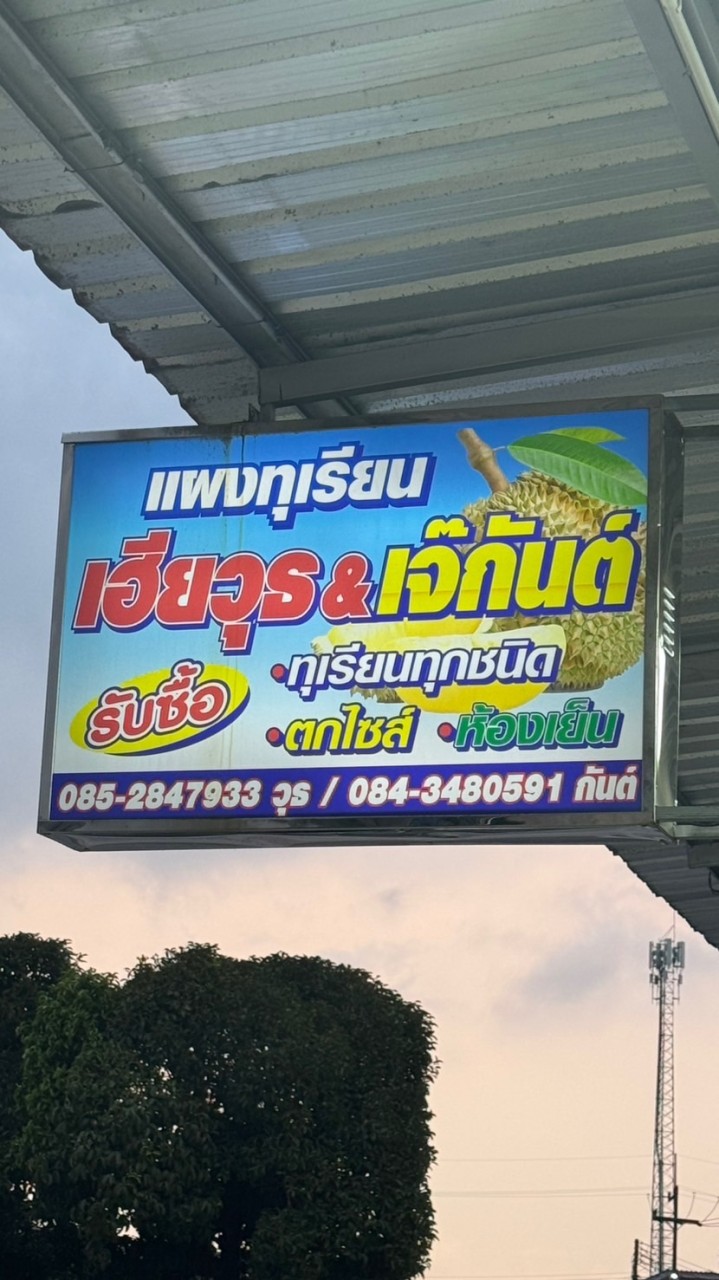 แผงทุเรียน
เฮียวุธ & เจ๊กันต์
รับซื้อ
•ทุเรียนทุกชนิด
•ตกไซส์ •ห้องเย็น
085-2847933 วุธ / 084-3480591 กันต์